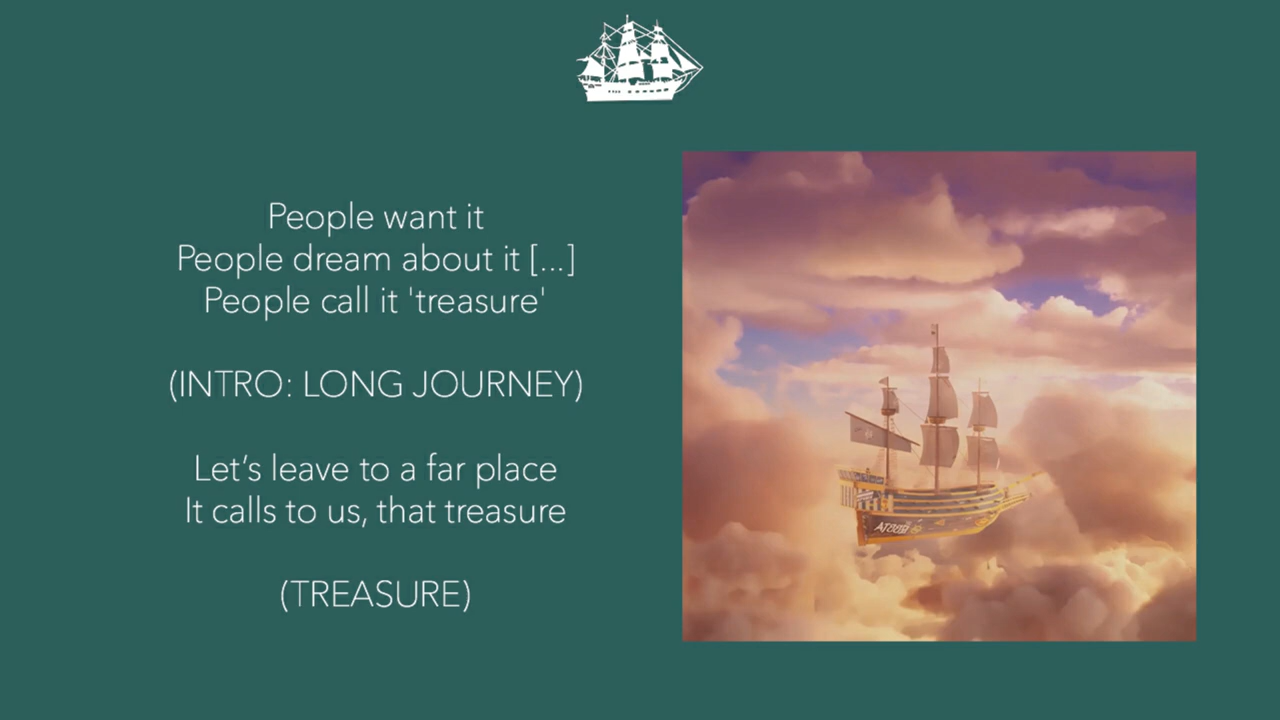 People want it
People dream about it [...]
People call it 'treasure'
(INTRO: LONG JOURNEY)
Let’s leave to a far place
It calls to us, that treasure
(TREASURE)